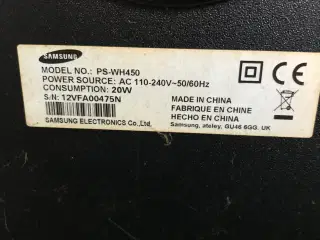 SAMSUNG
MODEL NO.: PS-WH450
POWER SOURCE: AC 110-240V~50/60Hz
CONSUMPTION: 20W
S/N: 12VFA00475N
SAMSUNG ELECTRONICS Co.,Ltd.
CE
MADE IN CHINA
FABRIQUE EN CHINE
HECHO EN CHINA
Samsung, ateley, GU46 6GG. UK